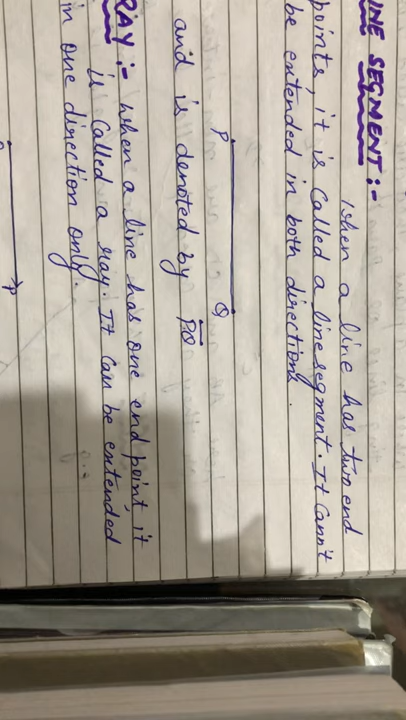 INE SEGMENT :-
when a line has two end
points, it is called a line segment. It cann't
be extended in both directions.
P Q
and is denoted by PQ
RAY :- when a line has one end point it
is called a ray. It can be extended
in one direction only.
P